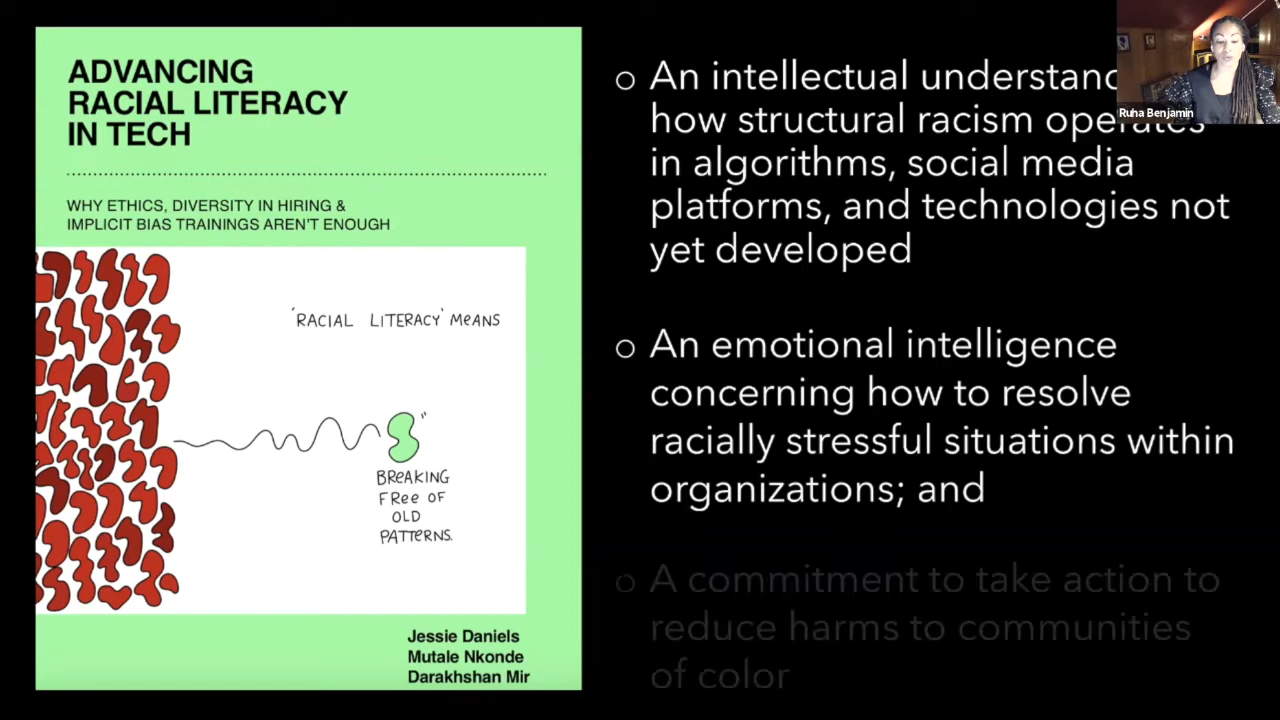 ADVANCING
RACIAL LITERACY
IN TECH
WHY ETHICS, DIVERSITY IN HIRING &
IMPLICIT BIAS TRAININGS AREN'T ENOUGH
'RACIAL LITERACY' MEANS
BREAKING
FREE OF
OLD
PATTERNS.
Jessie Daniels
Mutale Nkonde
Darakhshan Mir
An intellectual
how structural racism operates
in algorithms, social media
platforms, and technologies not
yet developed
An emotional intelligence
concerning how to resolve
racially stressful situations within
organizations; and
A commitment to take action to
reduce harms to communities
of color
Ruha Benjamin